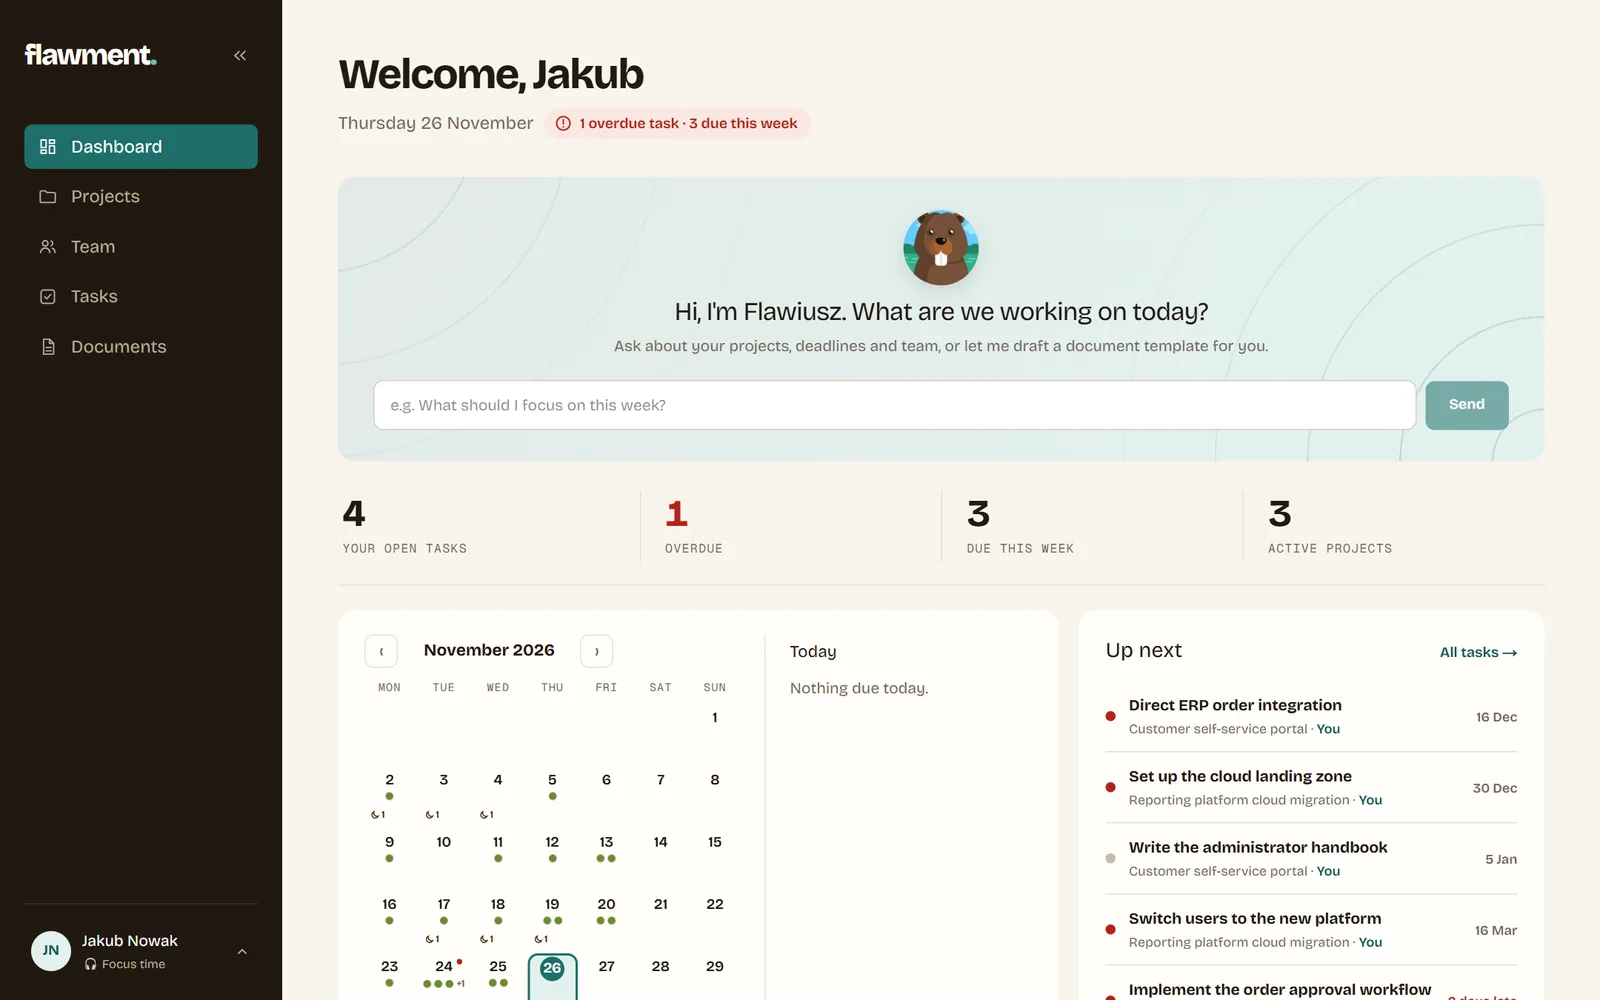 flawment.
Dashboard
Projects
Team
Tasks
Documents
JN
Jakub Nowak
Focus time
Welcome, Jakub
Thursday 26 November
1 overdue task · 3 due this week
Hi, I'm Flawiusz. What are we working on today?
Ask about your projects, deadlines and team, or let me draft a document template for you.
e.g. What should I focus on this week?
Send
4
YOUR OPEN TASKS
1
OVERDUE
3
DUE THIS WEEK
3
ACTIVE PROJECTS
November 2026
MON TUE WED THU FRI SAT SUN
1
2 3 4 5 6 7 8
1 1 1
9 10 11 12 13 14 15
16 17 18 19 20 21 22
1 1 1
23 24 25 26 27 28 29
+1
Today
Nothing due today.
Up next
All tasks →
Direct ERP order integration
Customer self-service portal · You
16 Dec
Set up the cloud landing zone
Reporting platform cloud migration · You
30 Dec
Write the administrator handbook
Customer self-service portal · You
5 Jan
Switch users to the new platform
Reporting platform cloud migration · You
16 Mar
Implement the order approval workflow